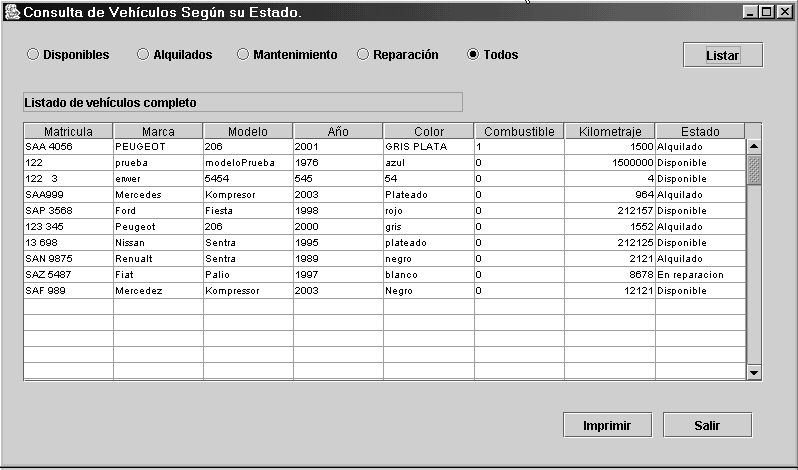 Consulta de Vehículos Según su Estado.
Disponibles Alquilados Mantenimiento Reparación Todos Listar
Listado de vehículos completo
Matricula Marca Modelo Año Color Combustible Kilometraje Estado
SAA 4056 PEUGEOT 206 2001 GRIS PLATA 1 1500 Alquilado
122 prueba modeloPrueba 1976 azul 0 1500000 Disponible
122 3 erwer 5454 545 54 0 4 Disponible
SAA999 Mercedes Kompresor 2003 Plateado 0 964 Alquilado
SAP 3568 Ford Fiesta 1998 rojo 0 212157 Disponible
123 345 Peugeot 206 2000 gris 0 1552 Alquilado
13 698 Nissan Sentra 1995 plateado 0 212125 Disponible
SAN 9875 Renualt Sentra 1989 negro 0 2121 Alquilado
SAZ 5487 Fiat Palio 1997 blanco 0 8678 En reparacion
SAF 989 Mercedez Kompressor 2003 Negro 0 12121 Disponible
Imprimir Salir